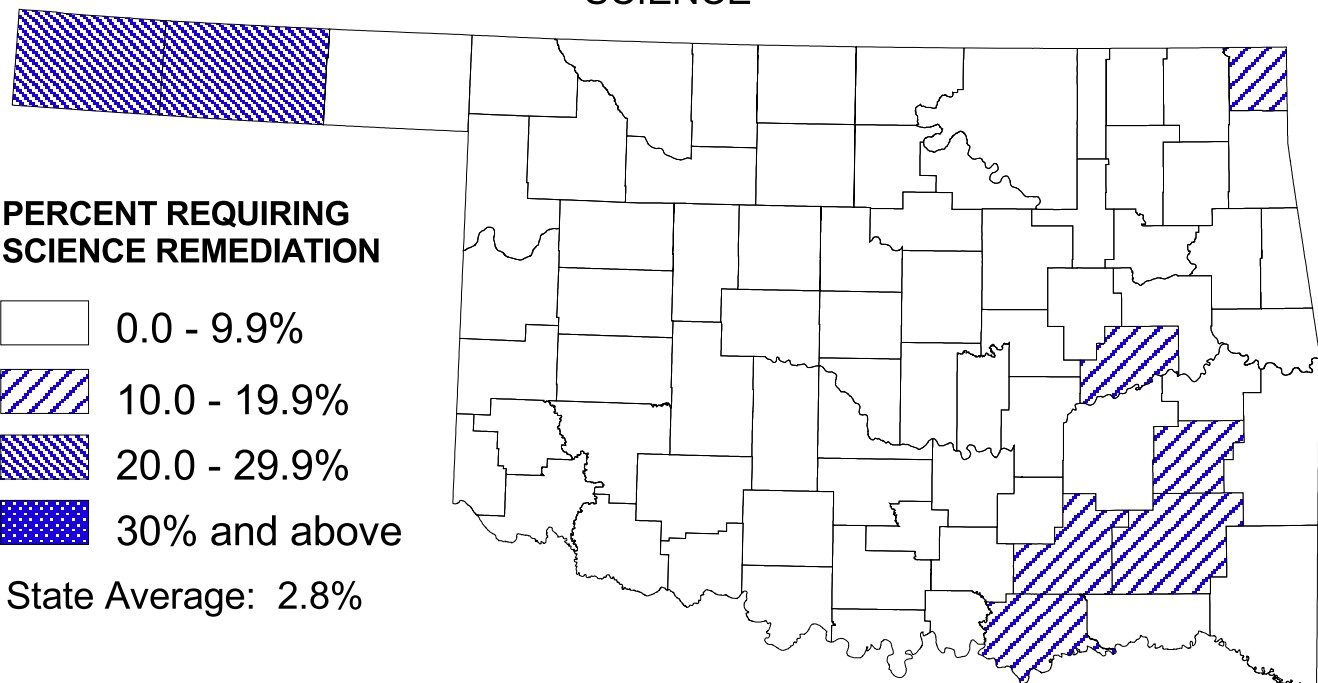 SCIENCE
PERCENT REQUIRING
SCIENCE REMEDIATION
0.0 - 9.9%
10.0 - 19.9%
20.0 - 29.9%
30% and above
State Average: 2.8%